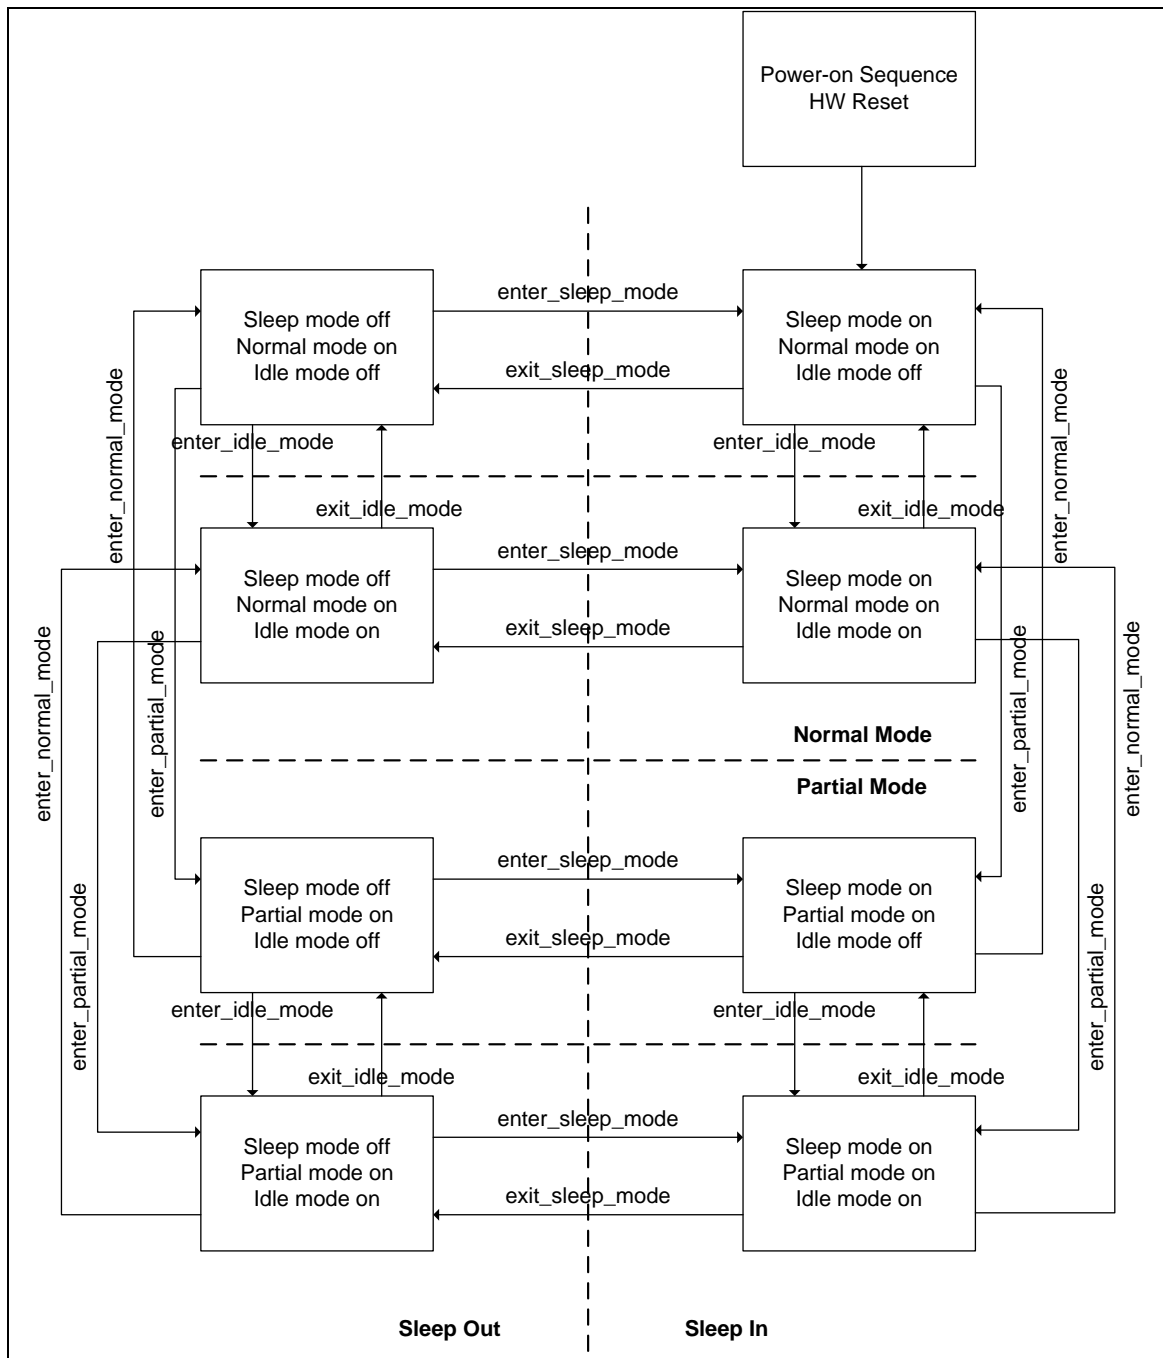 Power-on Sequence
HW Reset
enter_sleep_mode
Sleep mode off
Normal mode on
Idle mode off
Sleep mode on
Normal mode on
Idle mode off
exit_sleep_mode
enter_normal_mode
enter_normal_mode
enter_idle_mode
enter_idle_mode
exit_idle_mode
exit_idle_mode
enter_sleep_mode
Sleep mode off
Normal mode on
Idle mode on
Sleep mode on
Normal mode on
Idle mode on
exit_sleep_mode
enter_normal_mode
enter_partial_mode
enter_partial_mode
enter_normal_mode
Normal Mode
Partial Mode
enter_sleep_mode
Sleep mode off
Partial mode on
Idle mode off
Sleep mode on
Partial mode on
Idle mode off
exit_sleep_mode
enter_partial_mode
enter_partial_mode
enter_idle_mode
enter_idle_mode
exit_idle_mode
exit_idle_mode
enter_sleep_mode
Sleep mode off
Partial mode on
Idle mode on
Sleep mode on
Partial mode on
Idle mode on
exit_sleep_mode
Sleep Out
Sleep In